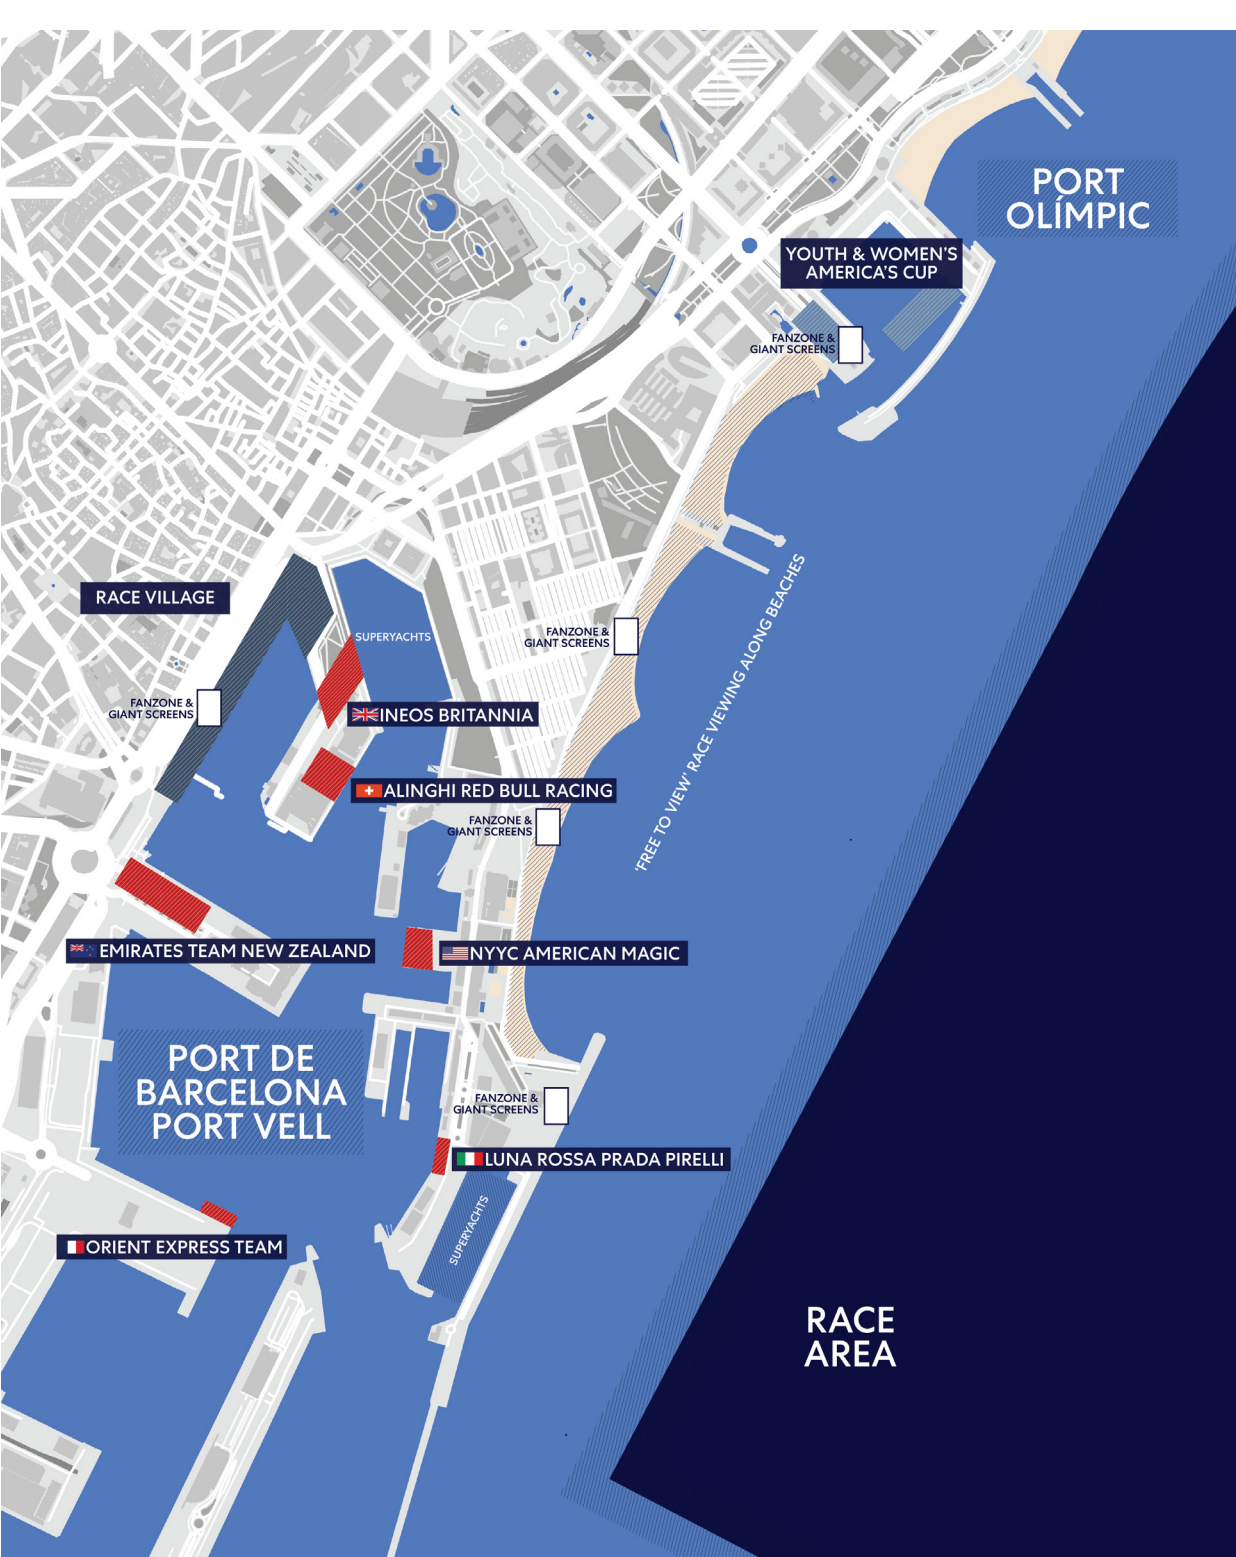 PORT
OLÍMPIC
YOUTH & WOMEN'S
AMERICA'S CUP
FANZONE &
GIANT SCREENS
RACE VILLAGE
SUPERYACHTS
FANZONE &
GIANT SCREENS
'FREE TO VIEW' RACE VIEWING ALONG BEACHES
FANZONE &
GIANT SCREENS
INEOS BRITANNIA
ALINGHI RED BULL RACING
FANZONE &
GIANT SCREENS
EMIRATES TEAM NEW ZEALAND
NYYC AMERICAN MAGIC
PORT DE
BARCELONA
PORT VELL
FANZONE &
GIANT SCREENS
LUNA ROSSA PRADA PIRELLI
SUPERYACHTS
ORIENT EXPRESS TEAM
RACE
AREA